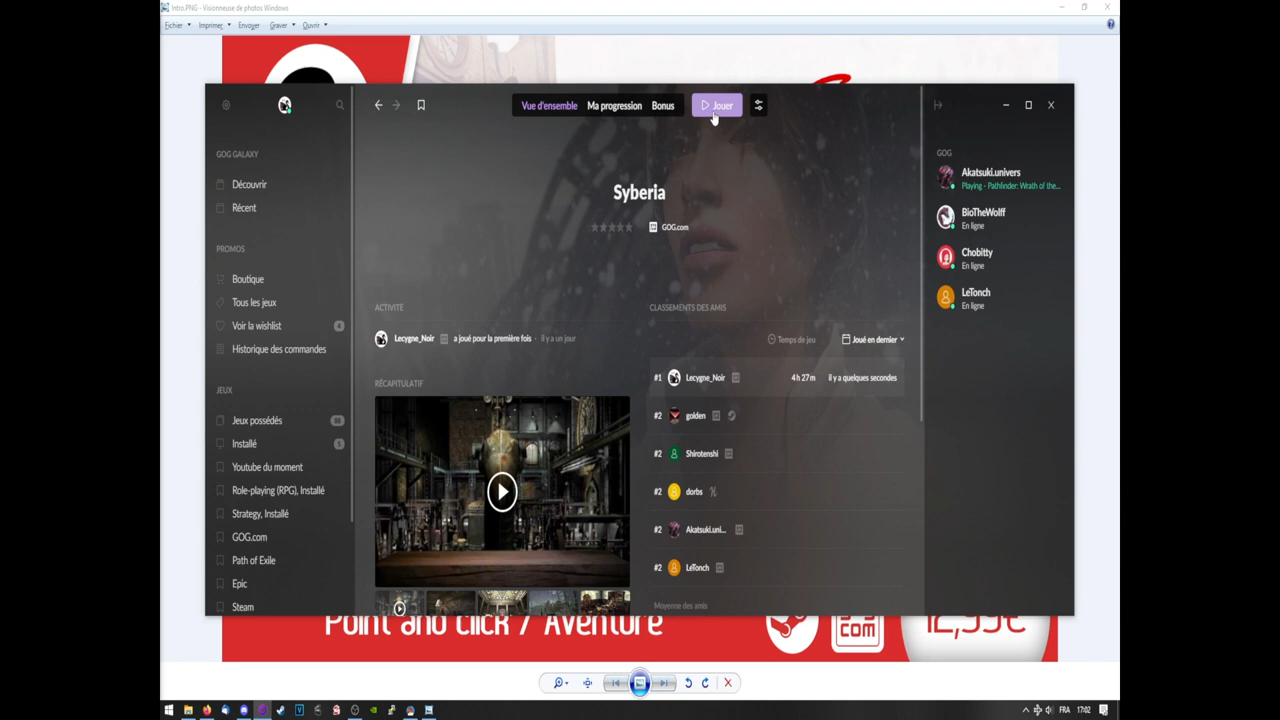 Intro.PNG - Visionneuse de photos Windows
Fichier Imprimer Envoyer Graver Ouvrir
Vue d'ensemble Ma progression Bonus Jouer
GOG GALAXY
Découvrir
Récent
PROMOS
Boutique
Tous les jeux
Voir la wishlist 4
Historique des commandes
JEUX
Jeux possédés
Installé 5
Youtube du moment
Role-playing (RPG), Installé
Strategy, Installé
GOG.com
Path of Exile
Epic
Steam
Syberia
GOG.com
ACTIVITÉ
Lecygne_Noir a joué pour la première fois · il y a un jour
RÉCAPITULATIF
CLASSEMENTS DES AMIS
Temps de jeu Joué en dernier
#1 Lecygne_Noir 4 h 27 m il y a quelques secondes
#2 golden
#2 Shirotenshi
#2 dorbs
#2 Akatsuki.uni...
#2 LeTonch
Moyenne des amis
GOG
Akatsuki.univers
Playing - Pathfinder: Wrath of the...
BioTheWolff
En ligne
Chobitty
En ligne
LeTonch
En ligne
Point and click / Aventure
.com
12,99€
FR 17:02